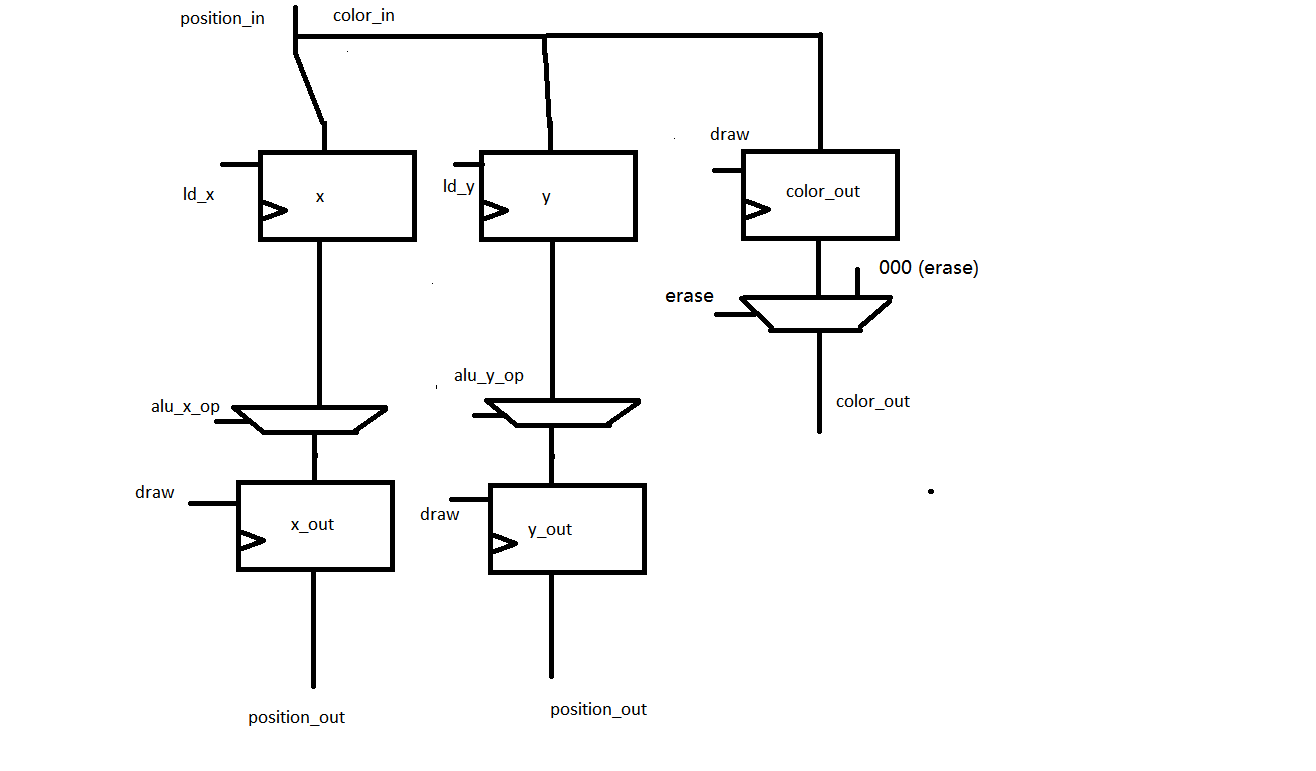 position_in
color_in
draw
ld_x
x
ld_y
y
color_out
000 (erase)
erase
alu_x_op
alu_y_op
color_out
draw
x_out
draw
y_out
position_out
position_out